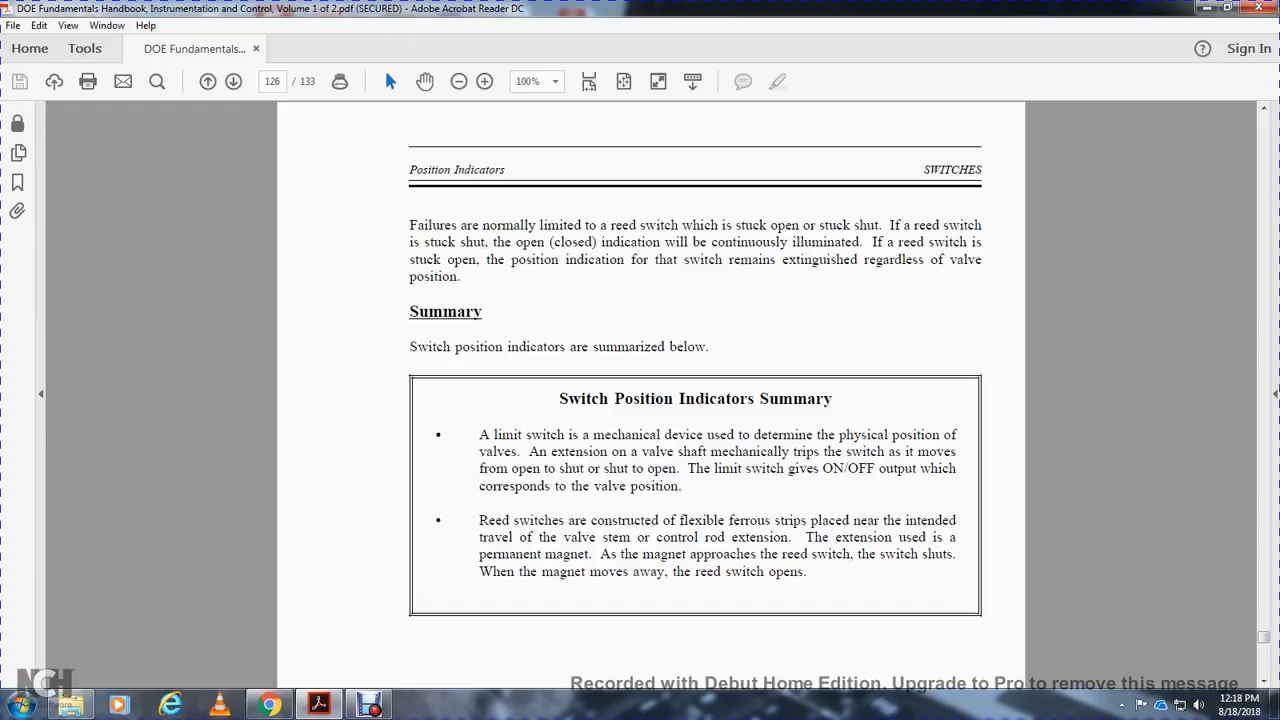 DOE Fundamentals Handbook, Instrumentation and Control, Volume 1 of 2.pdf (SECURED) - Adobe Acrobat Reader DC
File Edit View Window Help
Home Tools DOE Fundamentals... × Sign In
126 / 133 100%
Position Indicators SWITCHES
Failures are normally limited to a reed switch which is stuck open or stuck shut. If a reed switch
is stuck shut, the open (closed) indication will be continuously illuminated. If a reed switch is
stuck open, the position indication for that switch remains extinguished regardless of valve
position.
Summary
Switch position indicators are summarized below.
Switch Position Indicators Summary
• A limit switch is a mechanical device used to determine the physical position of
valves. An extension on a valve shaft mechanically trips the switch as it moves
from open to shut or shut to open. The limit switch gives ON/OFF output which
corresponds to the valve position.
• Reed switches are constructed of flexible ferrous strips placed near the intended
travel of the valve stem or control rod extension. The extension used is a
permanent magnet. As the magnet approaches the reed switch, the switch shuts.
When the magnet moves away, the reed switch opens.
NCH
Software
Recorded with Debut Home Edition. Upgrade to Pro to remove this message
12:18 PM
8/18/2018